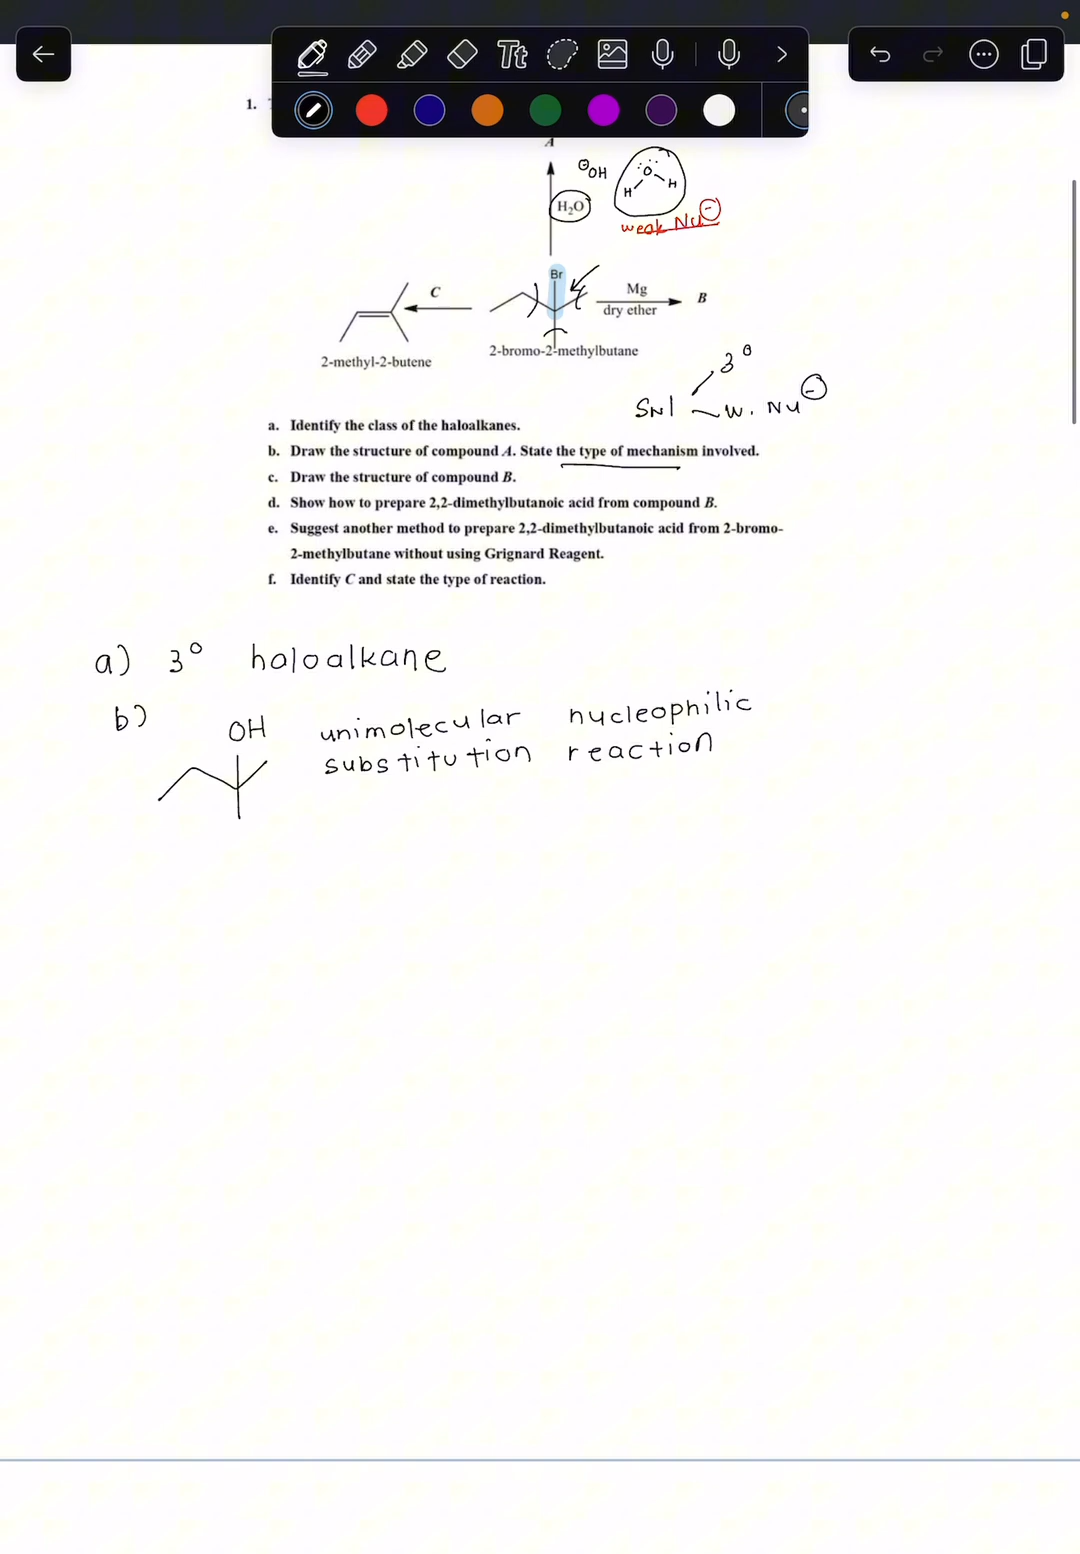 Tt
1.
A
⊖OH
H O H
H₂O
weak Nu⊖
Br
C
Mg
dry ether
B
2-bromo-2-methylbutane
2-methyl-2-butene
3°
SN1
w. Nu⊖
a. Identify the class of the haloalkanes.
b. Draw the structure of compound A. State the type of mechanism involved.
c. Draw the structure of compound B.
d. Show how to prepare 2,2-dimethylbutanoic acid from compound B.
e. Suggest another method to prepare 2,2-dimethylbutanoic acid from 2-bromo-
2-methylbutane without using Grignard Reagent.
f. Identify C and state the type of reaction.
a) 3° haloalkane
b) OH unimolecular nucleophilic
substitution reaction